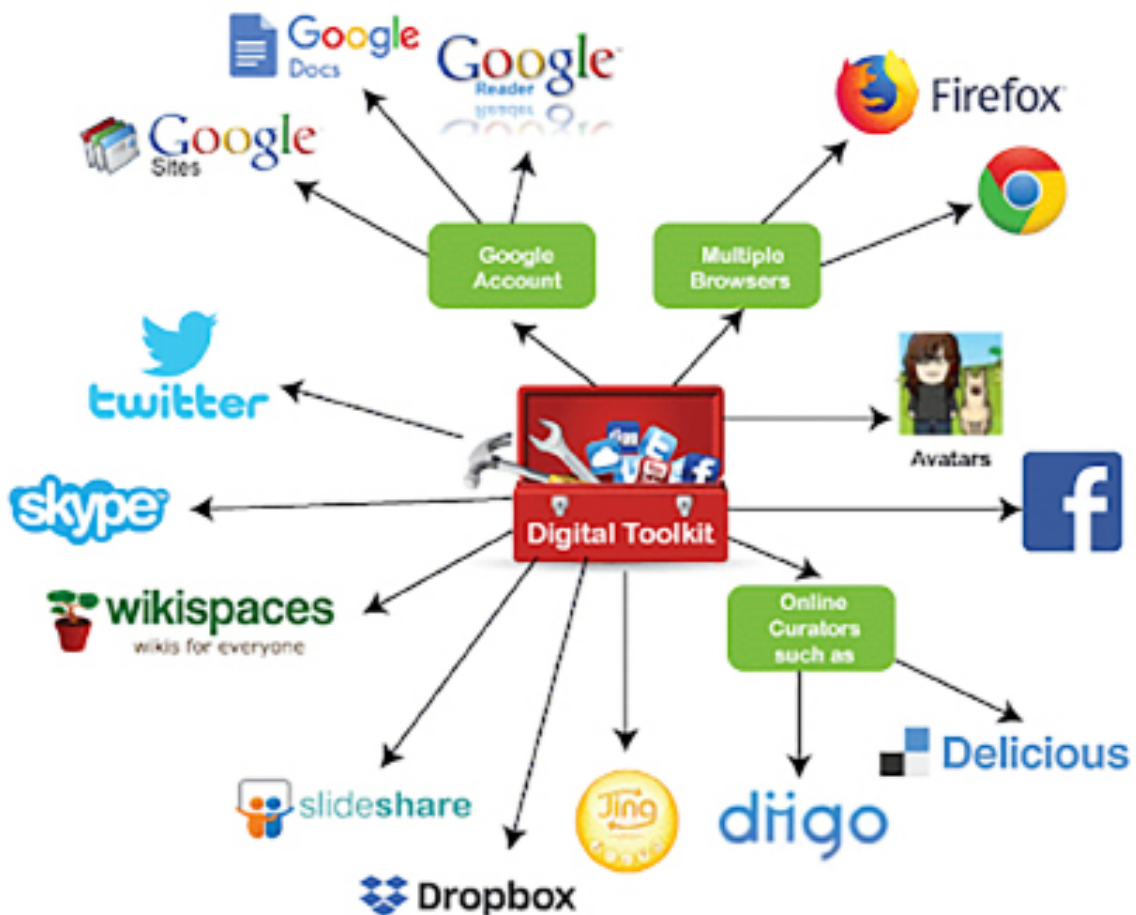 Google
Docs
Google
Reader
Google
Sites
Firefox
Google
Account
Multiple
Browsers
twitter
Avatars
skype
Digital Toolkit
wikispaces
wikis for everyone
Online
Curators
such as
Delicious
slideshare
Jing
diigo
Dropbox